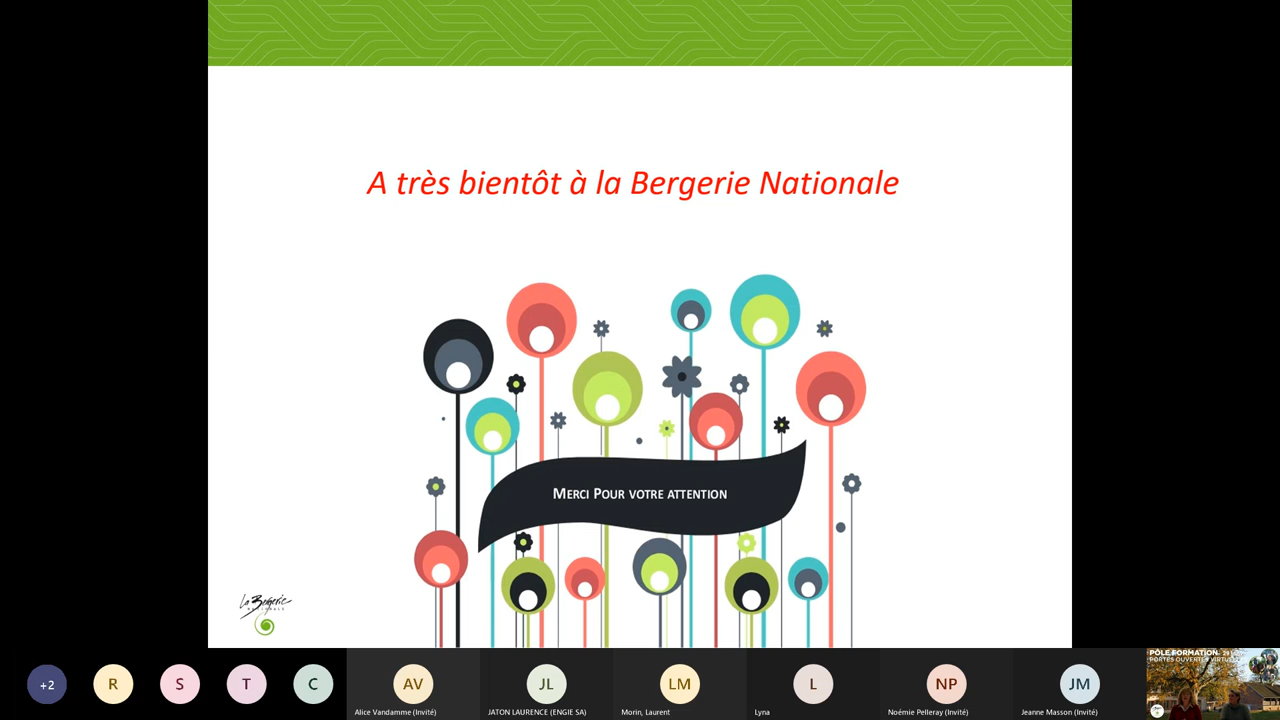 A très bientôt à la Bergerie Nationale
MERCI POUR VOTRE ATTENTION
La Bergerie
NATIONALE
PÔLE FORMATION
PORTES OUVERTES VIRTUELLES
+2
R
S
T
C
AV
JL
LM
L
NP
JM
Alice Vandamme (Invité)
JATON LAURENCE (ENGIE SA)
Morin, Laurent
Lyna
Noémie Pelleray (Invité)
Jeanne Masson (Invité)